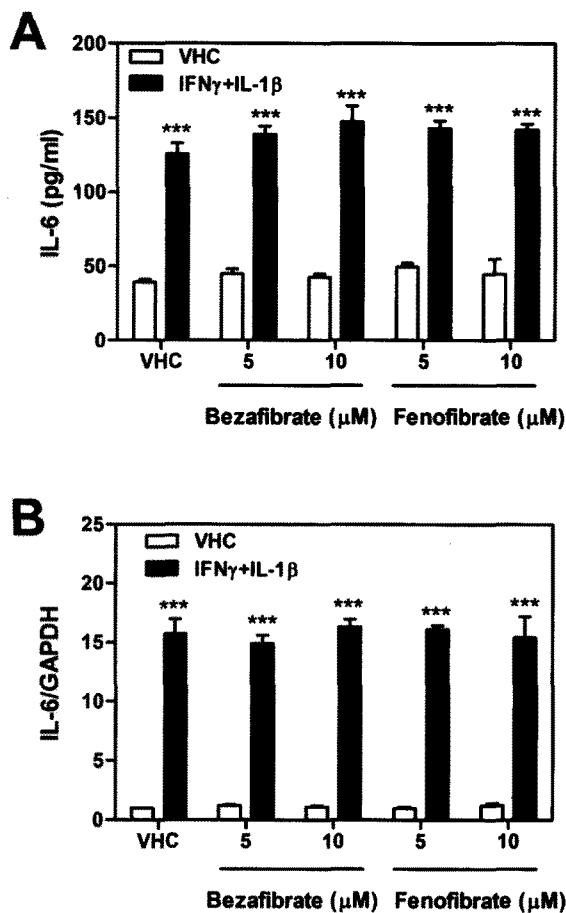 A
200
VHC
IFNγ+IL-1β
150
100
50
0
IL-6 (pg/ml)
*** *** *** *** ***
VHC 5 10 5 10
Bezafibrate (μM) Fenofibrate (μM)
B
25
VHC
IFNγ+IL-1β
20
15
10
5
0
IL-6/GAPDH
*** *** *** *** ***
VHC 5 10 5 10
Bezafibrate (μM) Fenofibrate (μM)